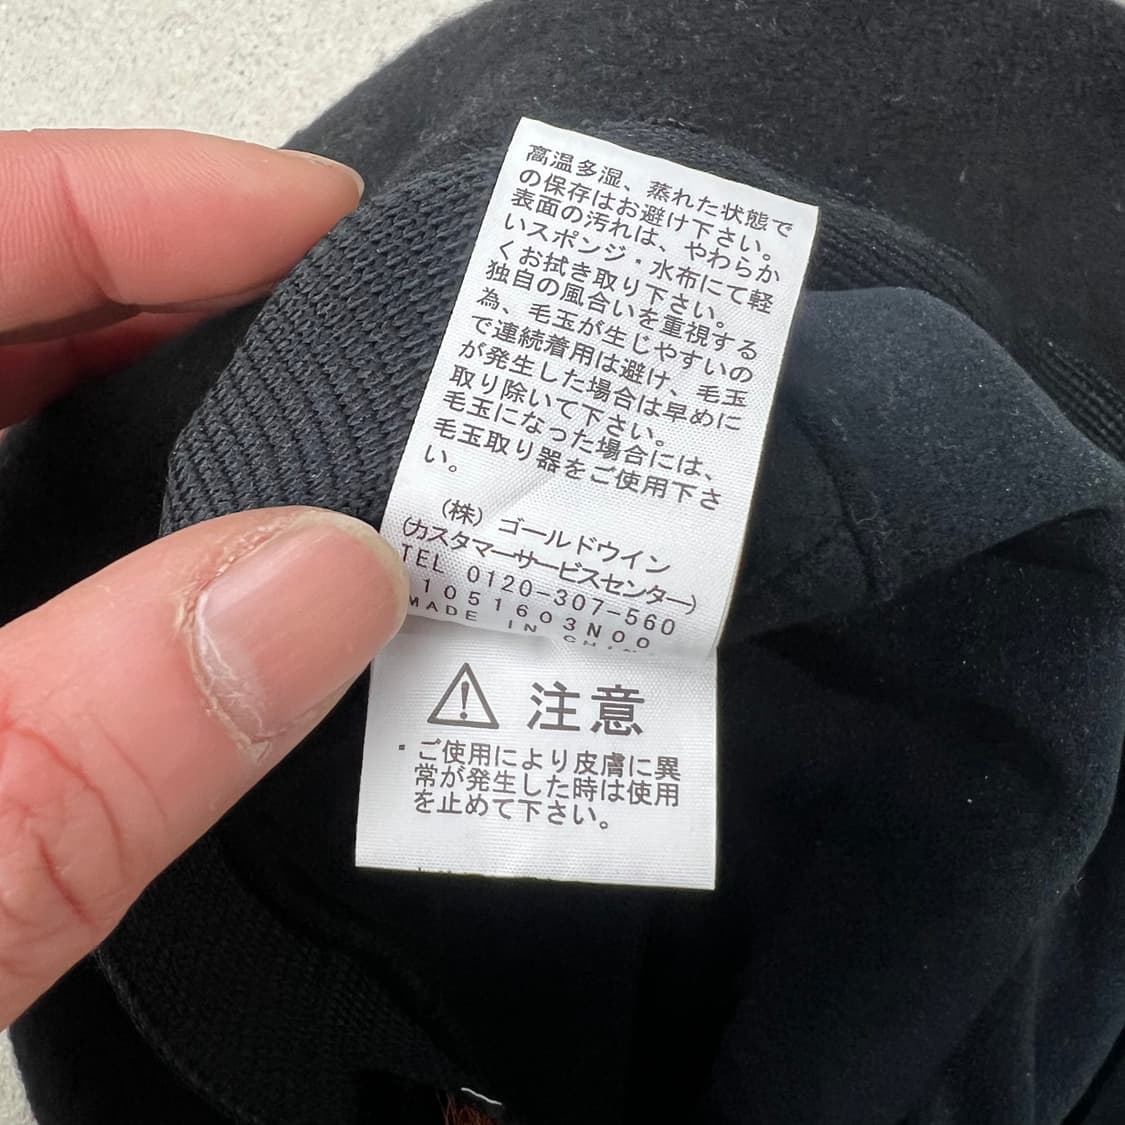 高温多湿、蒸れた状態で
の保存はお避け下さい。
表面の汚れは、やわらか
いスポンジ・水布にて軽
くお拭き取り下さい。
独自の風合いを重視する
為、毛玉が生じやすいの
で連続着用は避け、毛玉
が発生した場合は早めに
取り除いて下さい。
毛玉になった場合には、
毛玉取り器をご使用下さ
い。
(株) ゴールドウイン
(カスタマーサービスセンター)
TEL 0120-307-560
1051603N00
MADE IN CHINA
注意
・ご使用により皮膚に異
常が発生した時は使用
を止めて下さい。